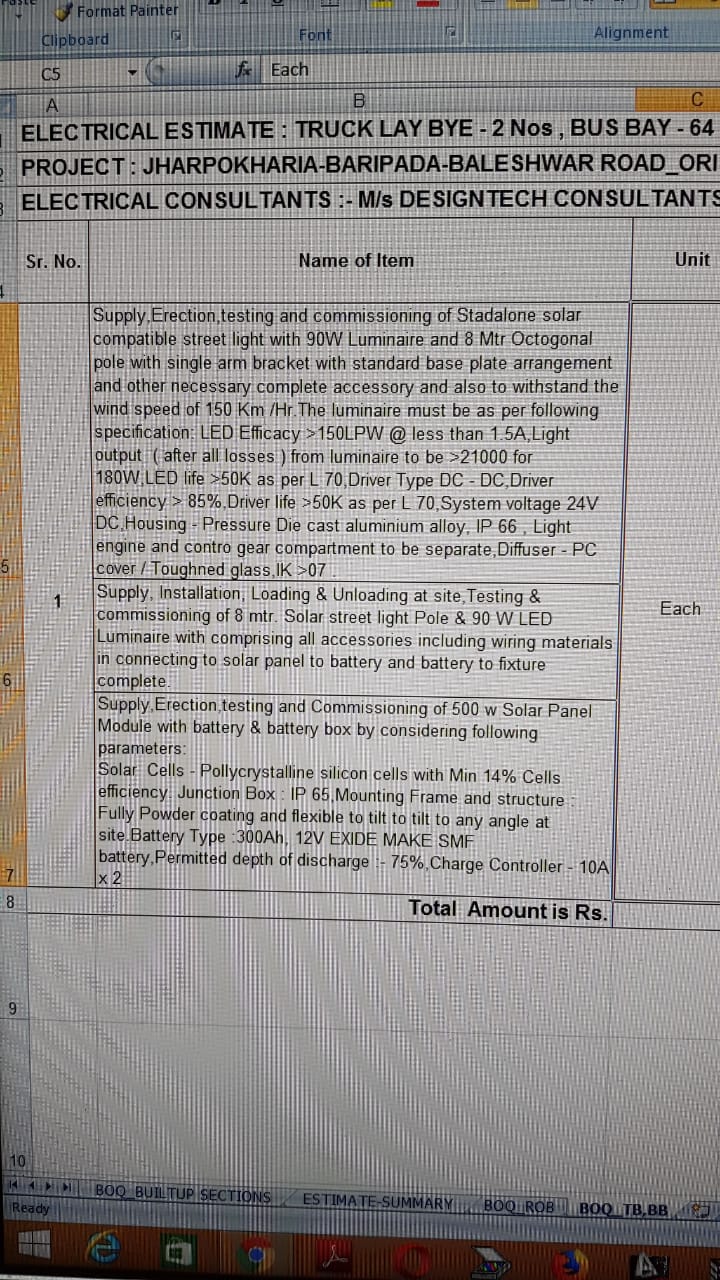 Format Painter
Clipboard
Font
Alignment
C5
fx
Each
A
B
C
ELECTRICAL ESTIMATE : TRUCK LAY BYE - 2 Nos , BUS BAY - 64
PROJECT : JHARPOKHARIA-BARIPADA-BALESHWAR ROAD_ORI
ELECTRICAL CONSULTANTS :- M/s DESIGNTECH CONSULTANTS
Sr. No.
Name of Item
Unit
4
Supply,Erection,testing and commissioning of Stadalone solar
compatible street light with 90W Luminaire and 8 Mtr Octogonal
pole with single arm bracket with standard base plate arrangement
and other necessary complete accessory and also to withstand the
wind speed of 150 Km /Hr.The luminaire must be as per following
specification: LED Efficacy >150LPW @ less than 1.5A,Light
output ( after all losses ) from luminaire to be >21000 for
180W,LED life >50K as per L 70,Driver Type DC - DC,Driver
efficiency > 85%,Driver life >50K as per L 70,System voltage 24V
DC,Housing - Pressure Die cast aluminium alloy, IP 66 , Light
engine and contro gear compartment to be separate,Diffuser - PC
cover / Toughned glass,IK >07 .
5
1
Each
Supply, Installation, Loading & Unloading at site,Testing &
commissioning of 8 mtr. Solar street light Pole & 90 W LED
Luminaire with comprising all accessories including wiring materials
in connecting to solar panel to battery and battery to fixture
complete.
6
Supply,Erection,testing and Commissioning of 500 w Solar Panel
Module with battery & battery box by considering following
parameters:
Solar Cells - Pollycrystalline silicon cells with Min 14% Cells
efficiency, Junction Box : IP 65,Mounting Frame and structure :
Fully Powder coating and flexible to tilt to tilt to any angle at
site.Battery Type :300Ah, 12V EXIDE MAKE SMF
battery,Permitted depth of discharge :- 75%,Charge Controller - 10A
x 2
7
8
Total Amount is Rs.
9
10
BOQ_BUILTUP SECTIONS
ESTIMATE-SUMMARY
BOQ_ROB
BOQ_TB,BB
Ready